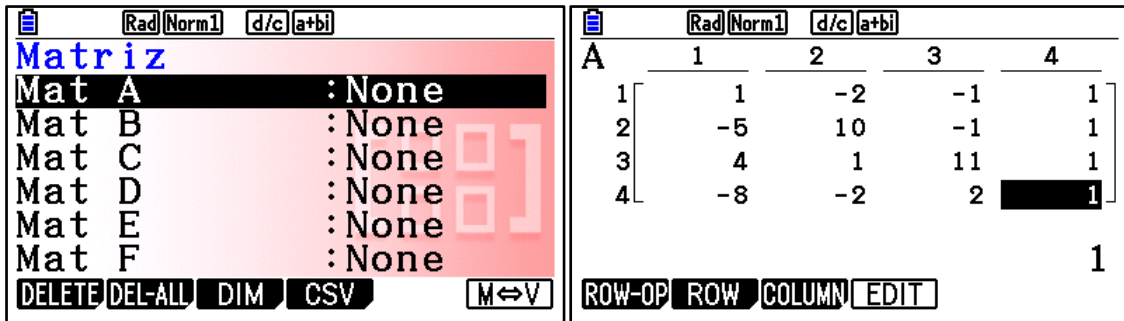 Rad Norm1 d/c a+bi
Matriz
Mat A :None
Mat B :None
Mat C :None
Mat D :None
Mat E :None
Mat F :None
DELETE DEL-ALL DIM CSV M⇔V
Rad Norm1 d/c a+bi
A 1 2 3 4
1 1 -2 -1 1
2 -5 10 -1 1
3 4 1 11 1
4 -8 -2 2 1
1
ROW-OP ROW COLUMN EDIT